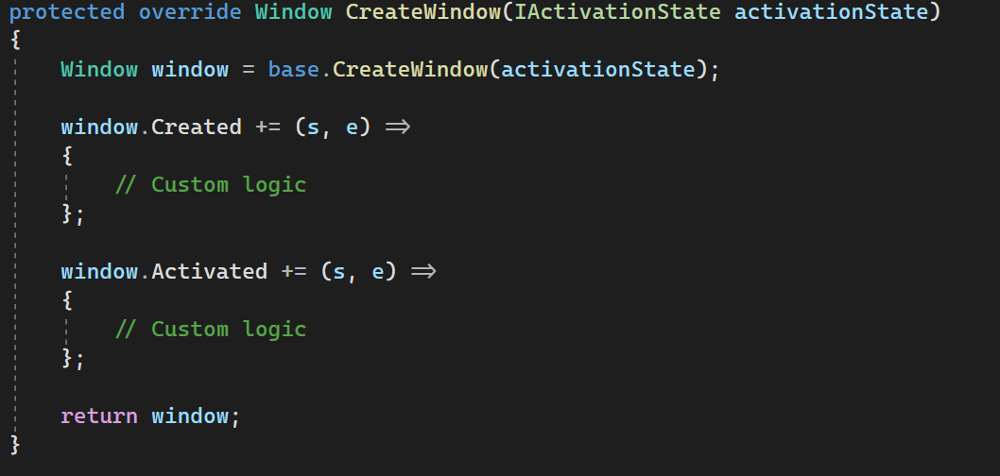 protected override Window CreateWindow(IActivationState activationState)
{
    Window window = base.CreateWindow(activationState);

    window.Created += (s, e) =>
    {
        // Custom logic
    };

    window.Activated += (s, e) =>
    {
        // Custom logic
    };

    return window;
}